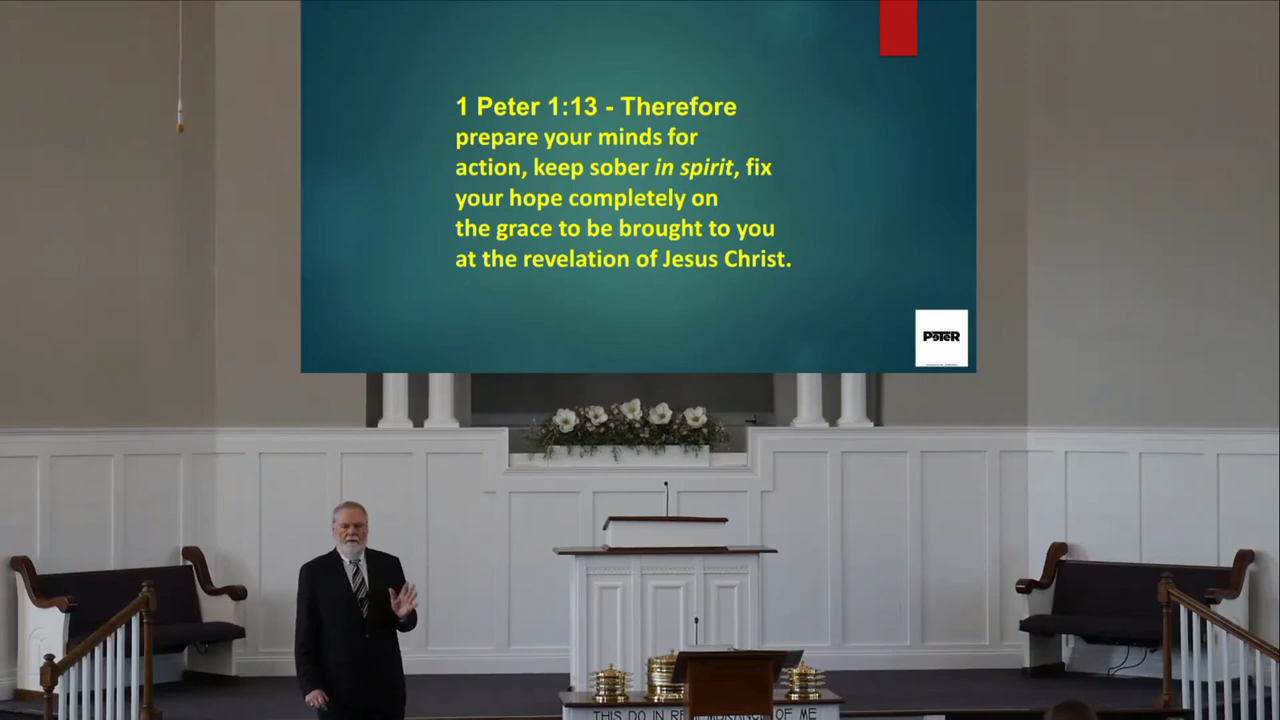 1 Peter 1:13 - Therefore
prepare your minds for
action, keep sober in spirit, fix
your hope completely on
the grace to be brought to you
at the revelation of Jesus Christ.
PeTeR
THIS DO IN OF ME